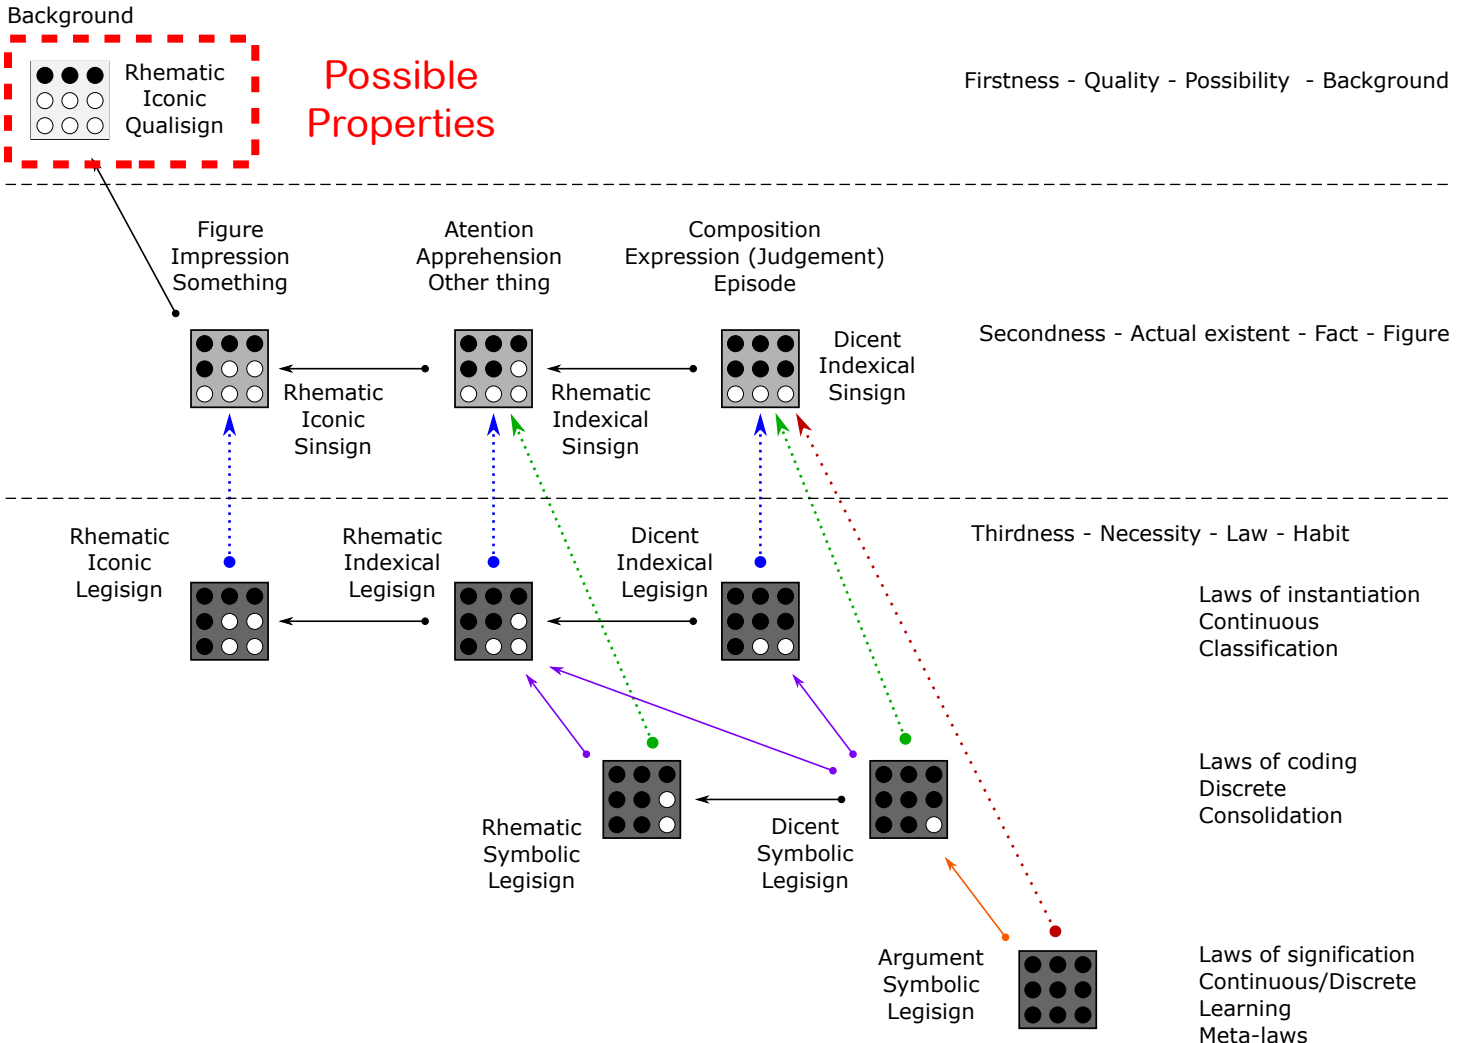 Background
Rhematic
Iconic
Qualisign
Possible
Properties
Firstness - Quality - Possibility - Background
Figure
Impression
Something
Atention
Apprehension
Other thing
Composition
Expression (Judgement)
Episode
Rhematic
Iconic
Sinsign
Rhematic
Indexical
Sinsign
Dicent
Indexical
Sinsign
Secondness - Actual existent - Fact - Figure
Rhematic
Iconic
Legisign
Rhematic
Indexical
Legisign
Dicent
Indexical
Legisign
Thirdness - Necessity - Law - Habit
Laws of instantiation
Continuous
Classification
Rhematic
Symbolic
Legisign
Dicent
Symbolic
Legisign
Laws of coding
Discrete
Consolidation
Argument
Symbolic
Legisign
Laws of signification
Continuous/Discrete
Learning
Meta-laws